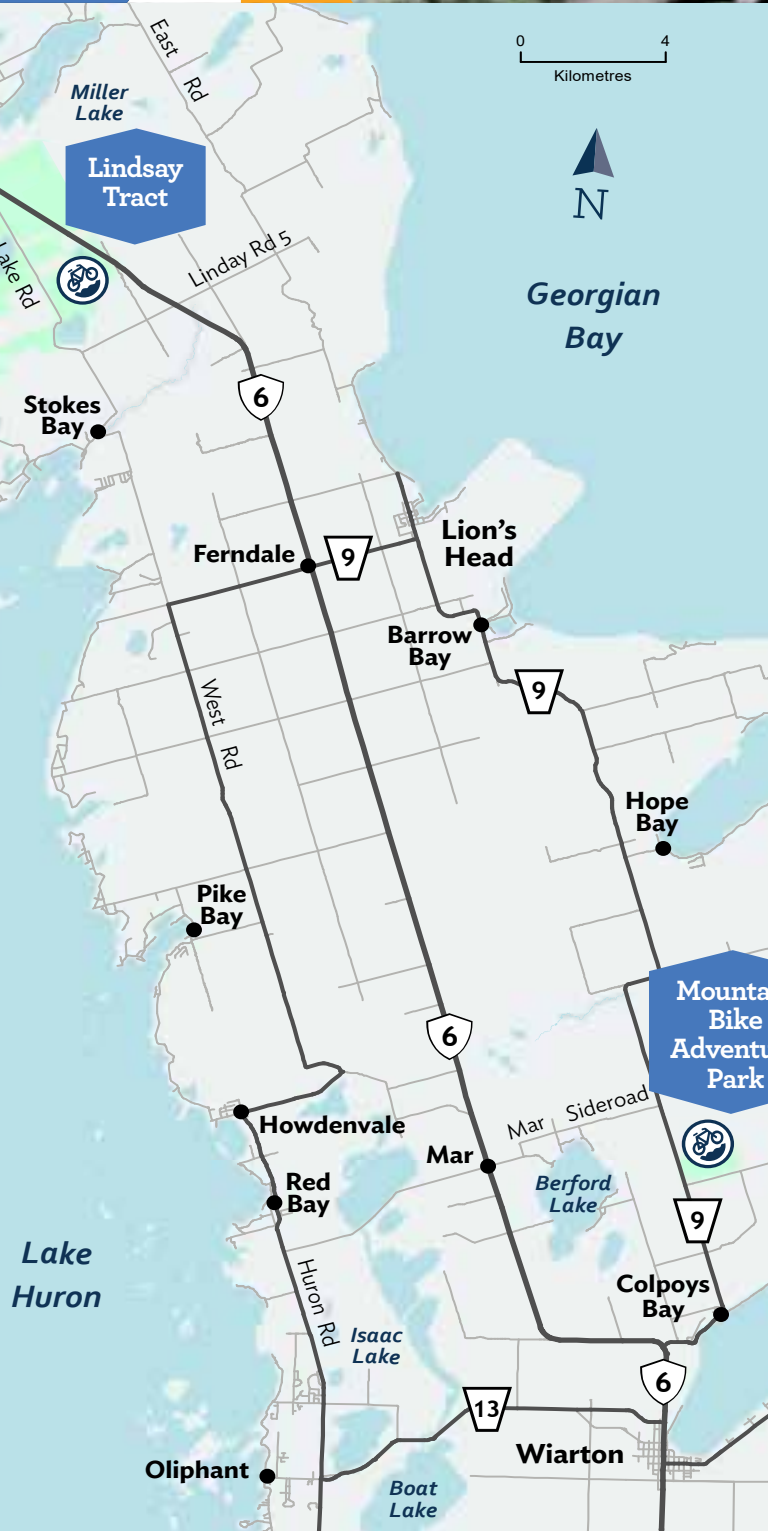 East Rd
0 4
Kilometres
Miller
Lake
Lindsay
Tract
N
Lake Rd
Linday Rd 5
Georgian
Bay
6
Stokes
Bay
Ferndale
9
Lion's
Head
Barrow
Bay
9
West Rd
Hope
Bay
Pike
Bay
Mounta
Bike
Adventu
Park
6
Howdenvale
Mar Sideroad
Mar
Red
Bay
Berford
Lake
9
Lake
Huron
Huron Rd
Colpoys
Bay
Isaac
Lake
6
13
Wiarton
Oliphant
Boat
Lake